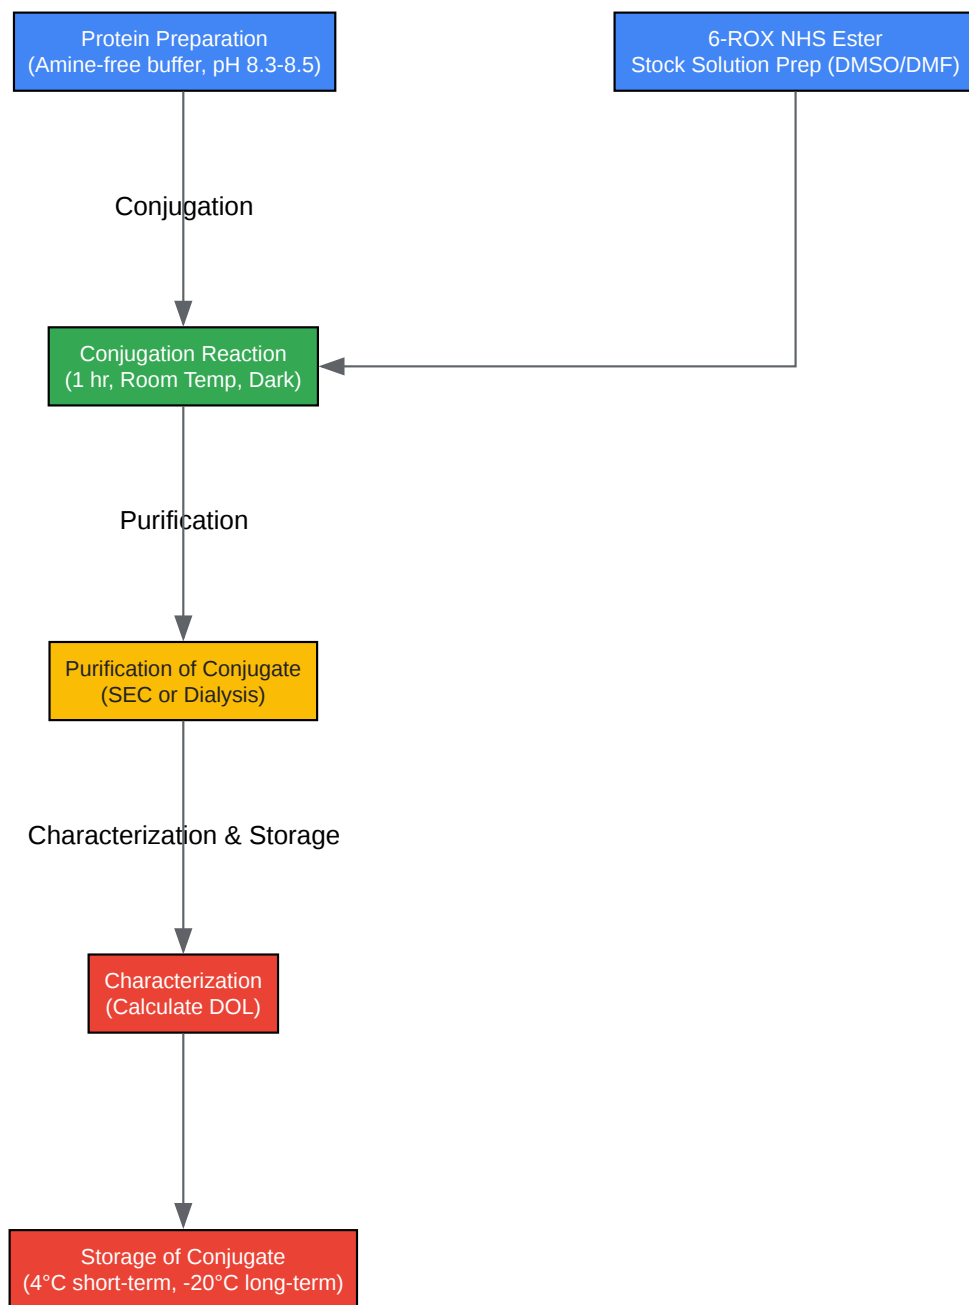 Protein Preparation
(Amine-free buffer, pH 8.3-8.5)
6-ROX NHS Ester
Stock Solution Prep (DMSO/DMF)
Conjugation
Conjugation Reaction
(1 hr, Room Temp, Dark)
Purification
Purification of Conjugate
(SEC or Dialysis)
Characterization & Storage
Characterization
(Calculate DOL)
Storage of Conjugate
(4°C short-term, -20°C long-term)